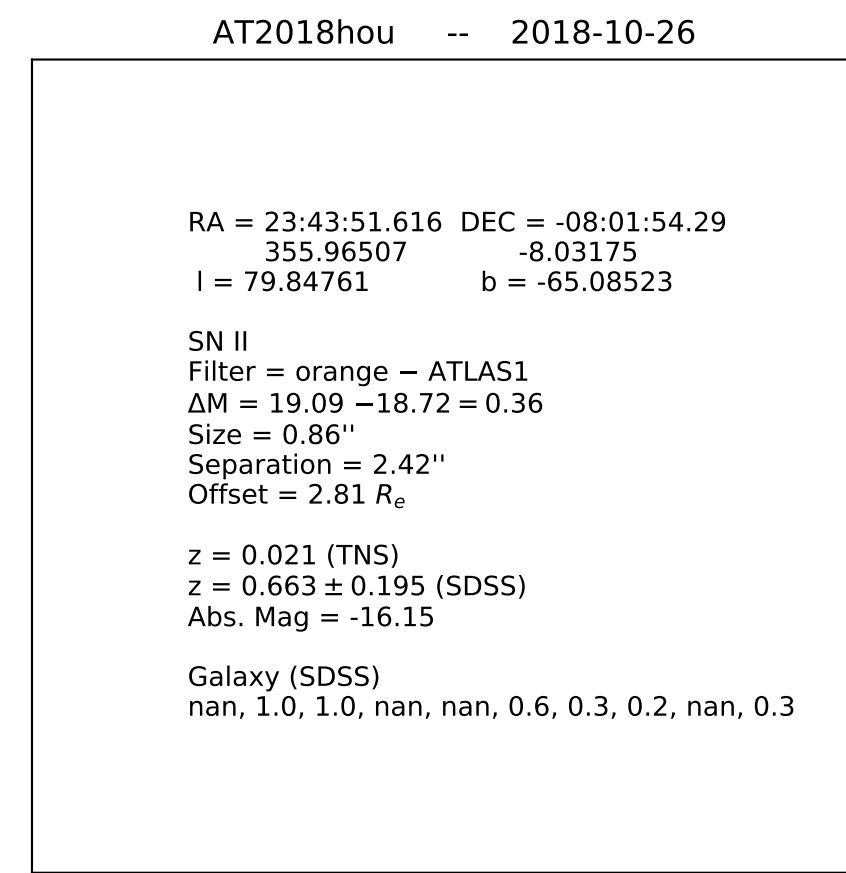 AT2018hou -- 2018-10-26
RA = 23:43:51.616 DEC = -08:01:54.29
355.96507 -8.03175
l = 79.84761 b = -65.08523
SN II
Filter = orange − ATLAS1
ΔM = 19.09 −18.72 = 0.36
Size = 0.86''
Separation = 2.42''
Offset = 2.81 Rₑ
z = 0.021 (TNS)
z = 0.663 ± 0.195 (SDSS)
Abs. Mag = -16.15
Galaxy (SDSS)
nan, 1.0, 1.0, nan, nan, 0.6, 0.3, 0.2, nan, 0.3